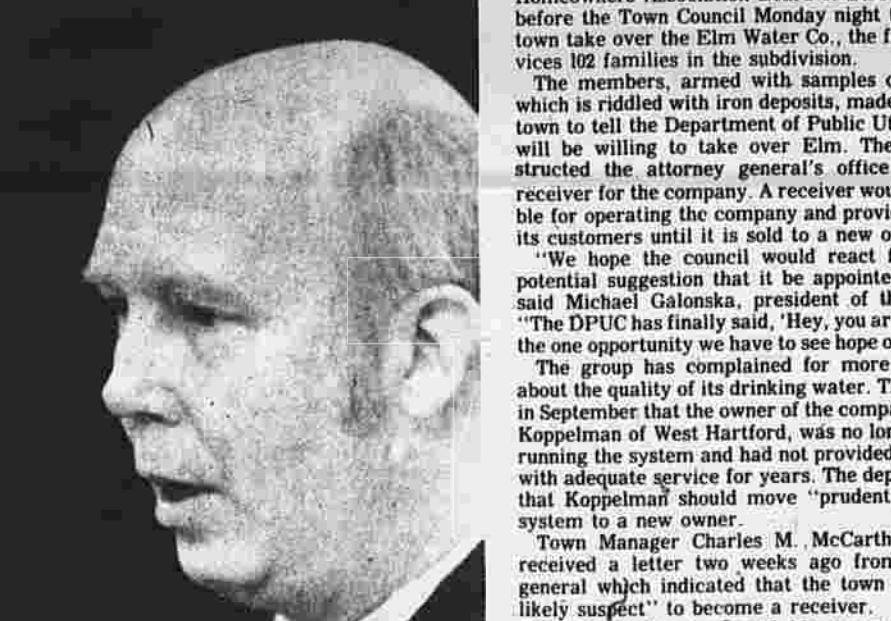 before the Town Council Monday night
town take over the Elm Water Co., the
vices 102 families in the subdivision.
The members, armed with samples
which is riddled with iron deposits, made
town to tell the Department of Public
will be willing to take over Elm. The
structed the attorney general's office
receiver for the company. A receiver
ble for operating the company and
its customers until it is sold to a new
"We hope the council would react
potential suggestion that it be
said Michael Galonska, president of
"The DPUC has finally said, 'Hey, you
the one opportunity we have to see hope
The group has complained for more
about the quality of its drinking water.
in September that the owner of the
Koppelman of West Hartford, was no
running the system and had not provided
with adequate service for years. The
that Koppelman should move "prudent
system to a new owner.
Town Manager Charles M. McCarth
received a letter two weeks ago from
general which indicated that the town
likely suspect" to become a receiver.